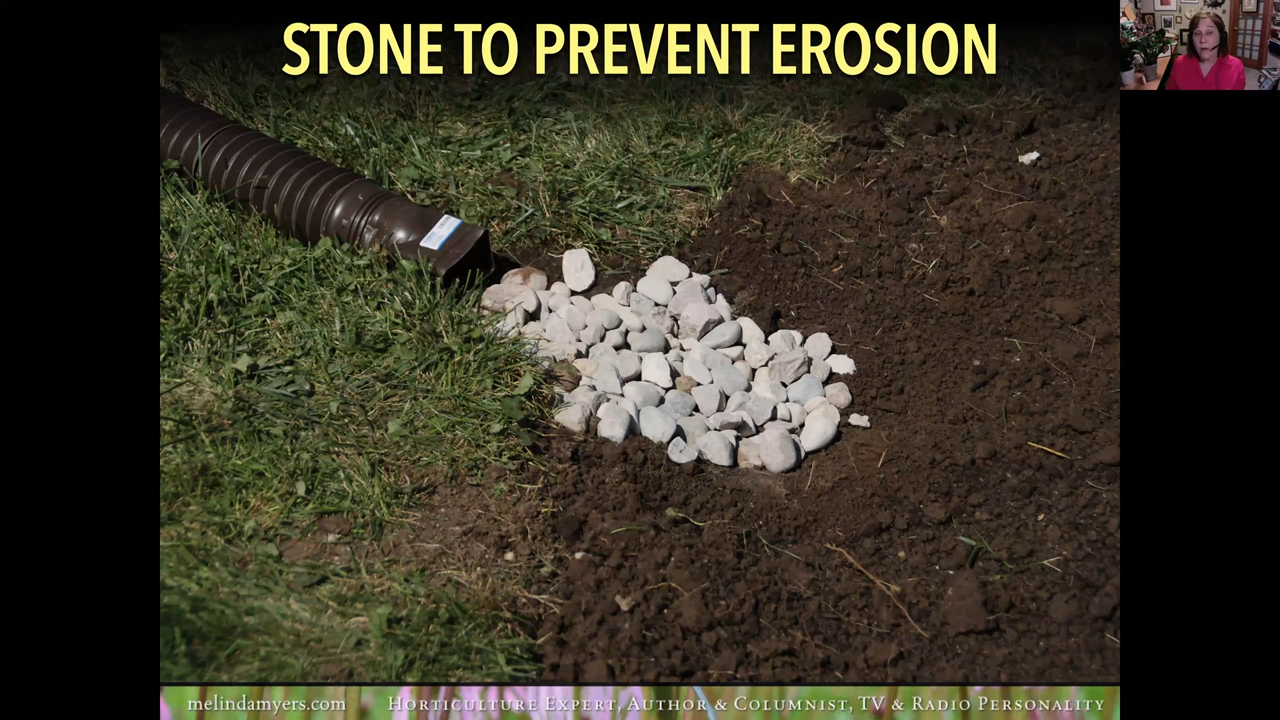 STONE TO PREVENT EROSION
melindamyers.com HORTICULTURE EXPERT, AUTHOR & COLUMNIST, TV & RADIO PERSONALITY